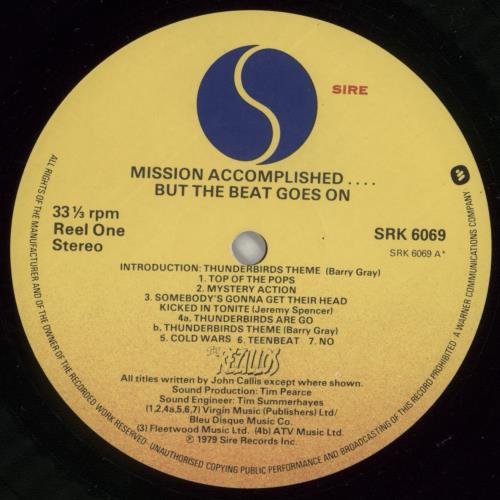 SIRE
MISSION ACCOMPLISHED . . . .
BUT THE BEAT GOES ON
33 ⅓ rpm
Reel One
Stereo
SRK 6069
SRK 6069 A*
INTRODUCTION: THUNDERBIRDS THEME (Barry Gray)
1. TOP OF THE POPS
2. MYSTERY ACTION
3. SOMEBODY'S GONNA GET THEIR HEAD
KICKED IN TONITE (Jeremy Spencer)
4a. THUNDERBIRDS ARE GO
b. THUNDERBIRDS THEME (Barry Gray)
5. COLD WARS 6. TEENBEAT 7. NO
The REZILLOS
All titles written by John Callis except where shown.
Sound Production: Tim Pearce
Sound Engineer: Tim Summerhayes
(1,2,4a,5,6,7) Virgin Music (Publishers) Ltd/
Bleu Disque Music Co.
(3) Fleetwood Music Ltd. (4b) ATV Music Ltd.
℗ 1979 Sire Records Inc.
ALL RIGHTS OF THE MANUFACTURER AND OF THE OWNER OF THE RECORDED WORK RESERVED. UNAUTHORISED COPYING PUBLIC PERFORMANCE AND BROADCASTING OF THIS RECORD PROHIBITED A WARNER COMMUNICATIONS COMPANY